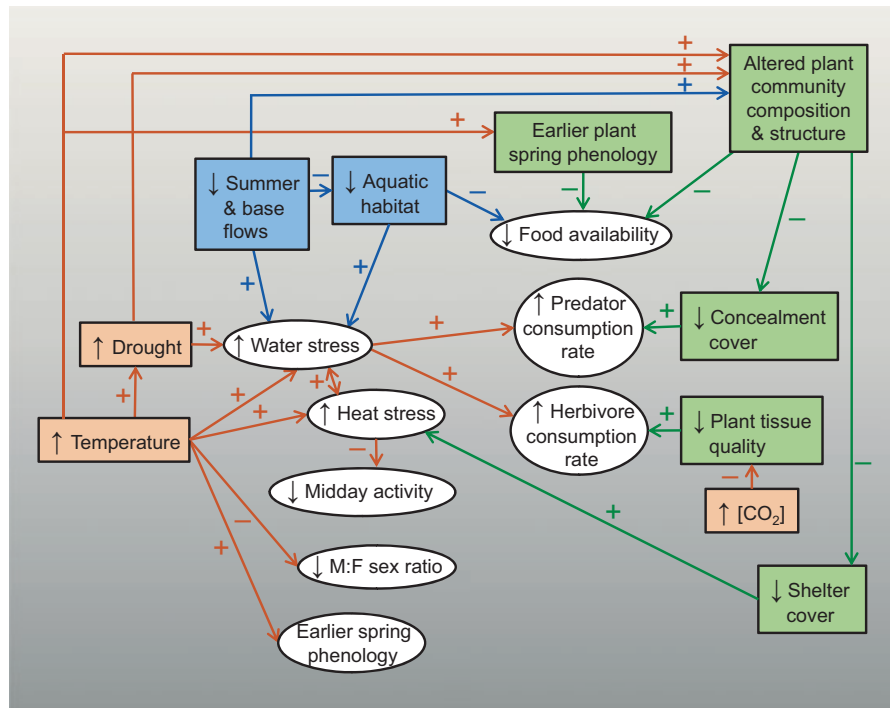 Altered plant
community
composition
& structure
Earlier plant
spring phenology
↓ Summer
& base
flows
↓ Aquatic
habitat
↓ Food availability
↑ Predator
consumption
rate
↓ Concealment
cover
↑ Drought
↑ Water stress
↑ Heat stress
↑ Herbivore
consumption
rate
↓ Plant tissue
quality
↑ Temperature
↓ Midday activity
↑ [CO₂]
↓ M:F sex ratio
↓ Shelter
cover
Earlier spring
phenology
+
+
+
+
−
−
−
−
−
+
+
+
+
+
+
+
+
+
+
+
−
−
−
−
+
+